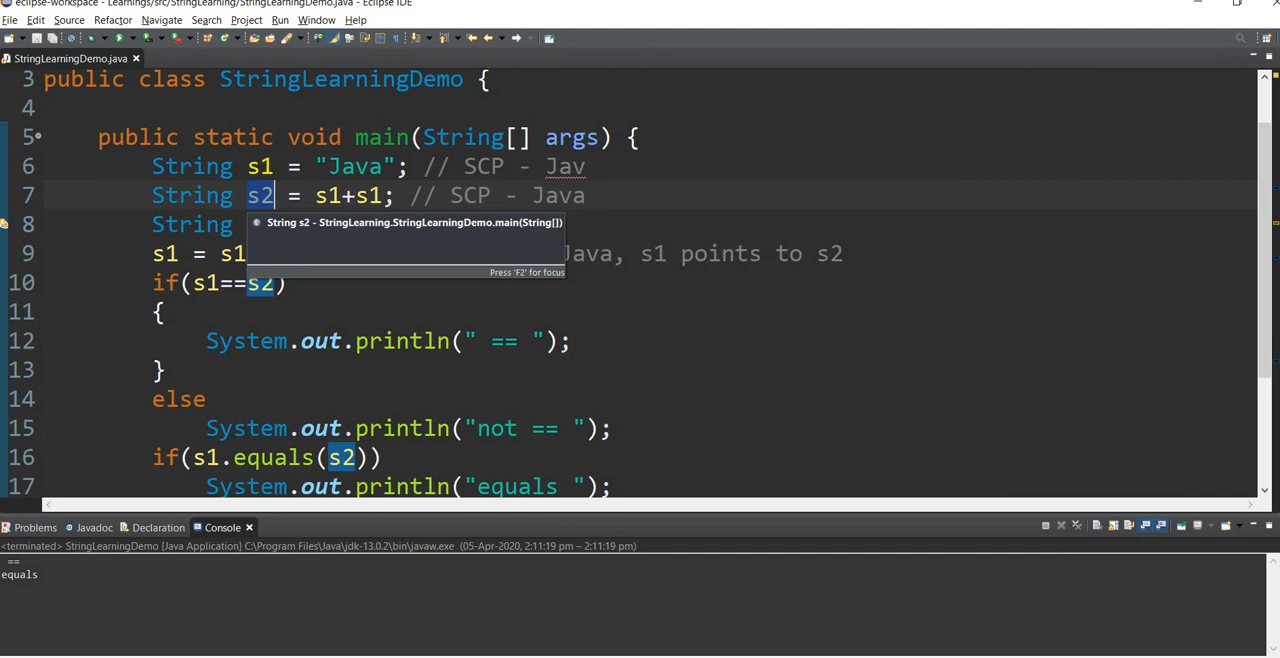 eclipse-workspace - Learnings/src/StringLearning/StringLearningDemo.java - Eclipse IDE
File Edit Source Refactor Navigate Search Project Run Window Help
StringLearningDemo.java
3 public class StringLearningDemo {
4
5 public static void main(String[] args) {
6 String s1 = "Java"; // SCP - Jav
7 String s2 = s1+s1; // SCP - Java
String s2 - StringLearning.StringLearningDemo.main(String[])
8 String
9 s1 = s1 Java, s1 points to s2
Press 'F2' for focus
10 if(s1==s2)
11 {
12 System.out.println(" == ");
13 }
14 else
15 System.out.println("not == ");
16 if(s1.equals(s2))
17 System.out.println("equals ");
Problems Javadoc Declaration Console
<terminated> StringLearningDemo [Java Application] C:\Program Files\Java\jdk-13.0.2\bin\javaw.exe (05-Apr-2020, 2:11:19 pm – 2:11:19 pm)
==
equals